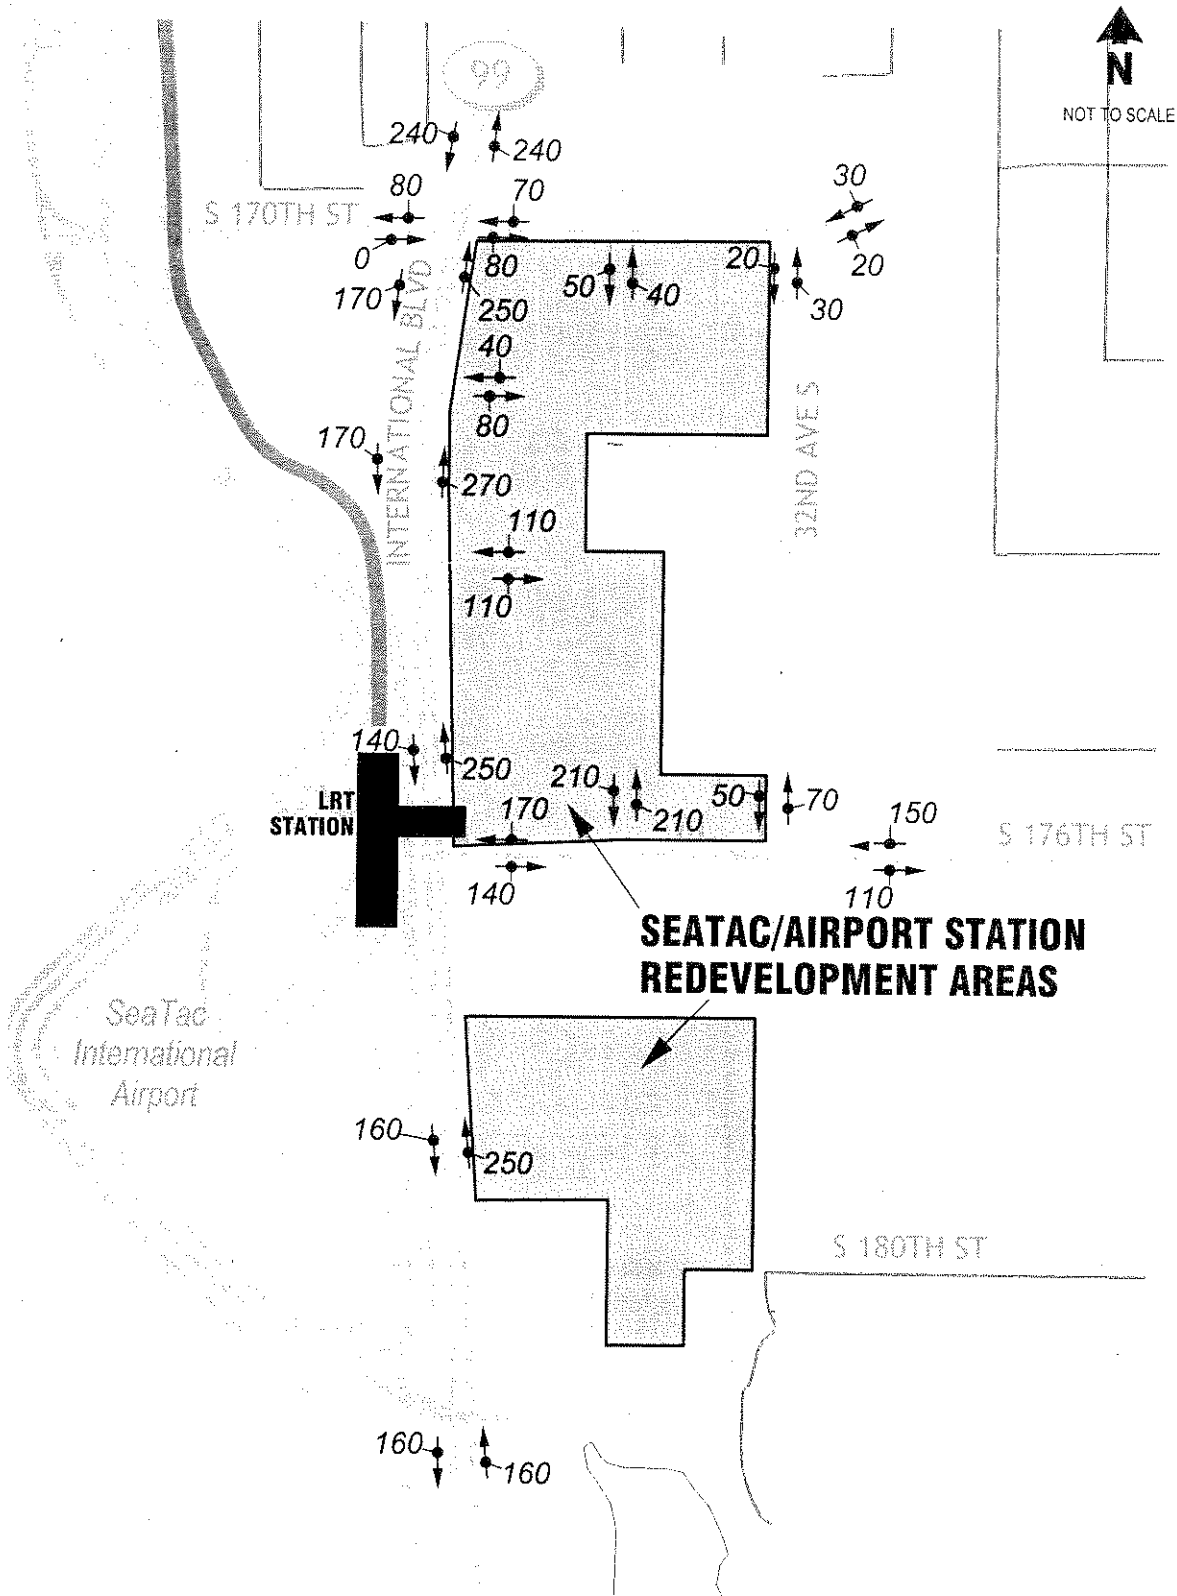 99
N
NOT TO SCALE
240
240
80
70
30
S 170TH ST
0
80
20
170
250
50
40
20
30
INTERNATIONAL BLVD
40
80
32ND AVE S
170
270
110
110
140
250
210
210
50
70
LRT
STATION
170
150
S 176TH ST
140
110
SEATAC/AIRPORT STATION
REDEVELOPMENT AREAS
SeaTac
International
Airport
160
250
S 180TH ST
160
160